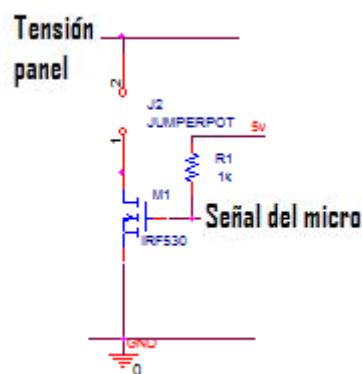 Tensión
panel
2
J2
JUMPERPOT
1
5v
R1
1k
M1
Señal del micro
IRF530
GND
0